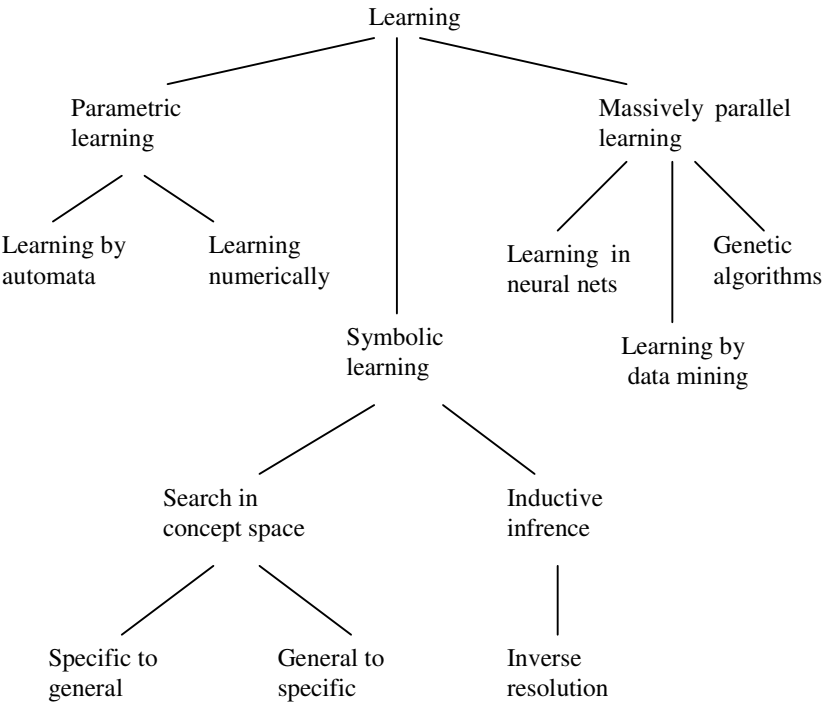 Learning
Parametric
learning
Massively parallel
learning
Learning by
automata
Learning
numerically
Learning in
neural nets
Genetic
algorithms
Symbolic
learning
Learning by
data mining
Search in
concept space
Inductive
infrence
Specific to
general
General to
specific
Inverse
resolution